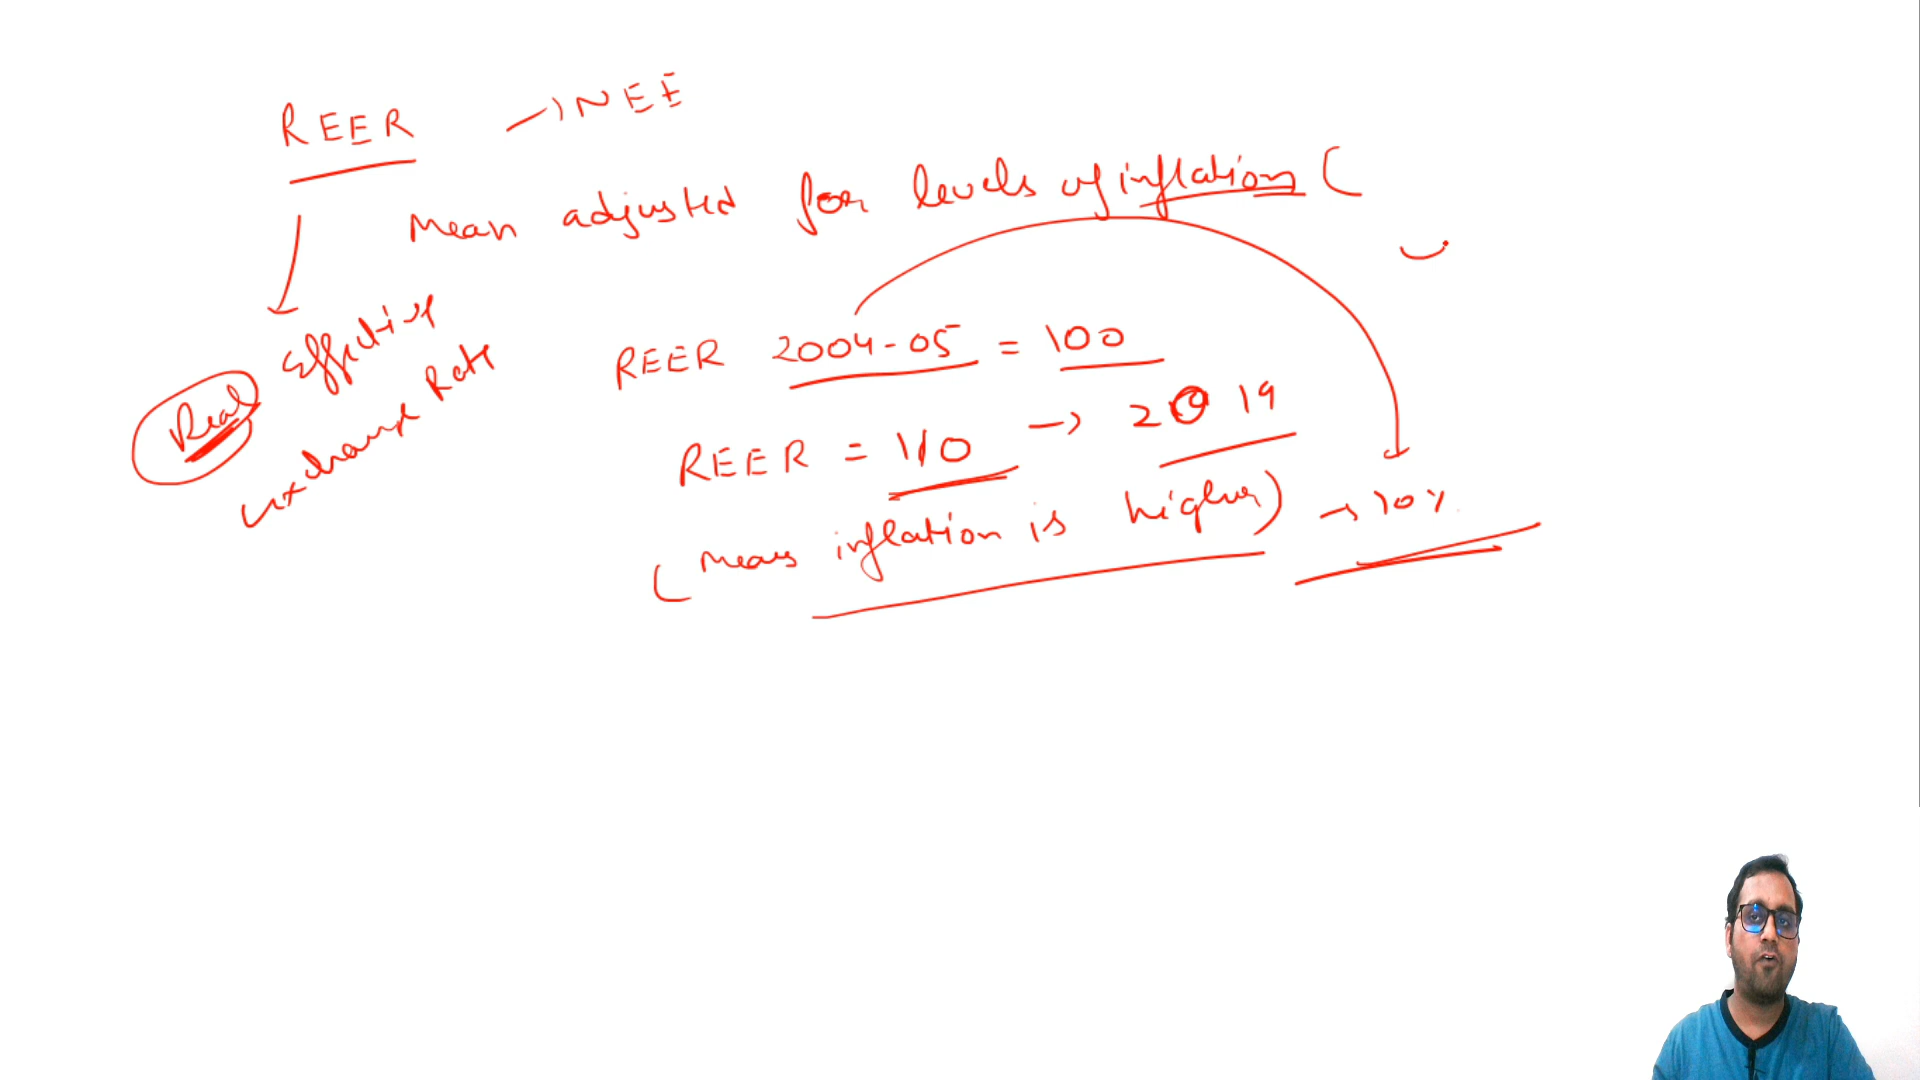 REER → NEE
Mean adjusted for levels of inflation (
Real Effective
Exchange Rate
REER 2004-05 = 100
REER = 110 → 2019
(Means inflation is higher) → 10%